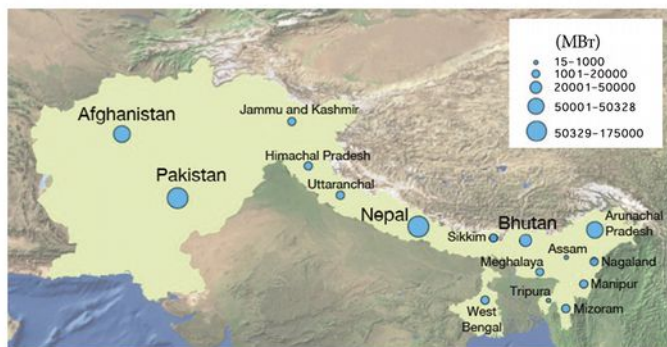 (MBT)
15–1000
1001–20000
20001–50000
50001–50328
50329–175000
Afghanistan
Jammu and Kashmir
Himachal Pradesh
Pakistan
Uttaranchal
Nepal
Sikkim
Bhutan
Arunachal
Pradesh
Assam
Meghalaya
Nagaland
Tripura
Manipur
West
Bengal
Mizoram